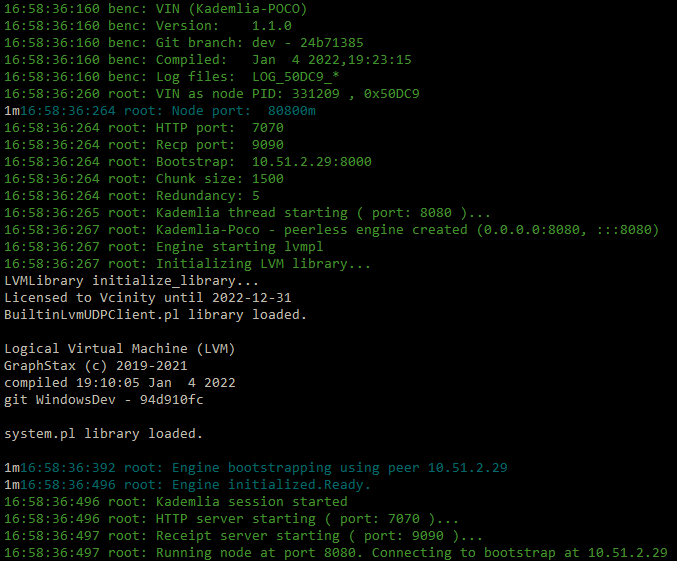 16:58:36:160 benc: VIN (Kademlia-POCO)
16:58:36:160 benc: Version:    1.1.0
16:58:36:160 benc: Git branch: dev - 24b71385
16:58:36:160 benc: Compiled:   Jan  4 2022,19:23:15
16:58:36:160 benc: Log files:  LOG_50DC9_*
16:58:36:260 root: VIN as node PID: 331209 , 0x50DC9
1m16:58:36:264 root: Node port:  80800m
16:58:36:264 root: HTTP port:  7070
16:58:36:264 root: Recp port:  9090
16:58:36:264 root: Bootstrap:  10.51.2.29:8000
16:58:36:264 root: Chunk size: 1500
16:58:36:264 root: Redundancy: 5
16:58:36:265 root: Kademlia thread starting ( port: 8080 )...
16:58:36:267 root: Kademlia-Poco - peerless engine created (0.0.0.0:8080, :::8080)
16:58:36:267 root: Engine starting lvmpl
16:58:36:267 root: Initializing LVM library...
LVMLibrary initialize_library...
Licensed to Vcinity until 2022-12-31
BuiltinLvmUDPClient.pl library loaded.
Logical Virtual Machine (LVM)
GraphStax (c) 2019-2021
compiled 19:10:05 Jan  4 2022
git WindowsDev - 94d910fc
system.pl library loaded.
1m16:58:36:392 root: Engine bootstrapping using peer 10.51.2.29
1m16:58:36:496 root: Engine initialized.Ready.
16:58:36:496 root: Kademlia session started
16:58:36:496 root: HTTP server starting ( port: 7070 )...
16:58:36:497 root: Receipt server starting ( port: 9090 )...
16:58:36:497 root: Running node at port 8080. Connecting to bootstrap at 10.51.2.29